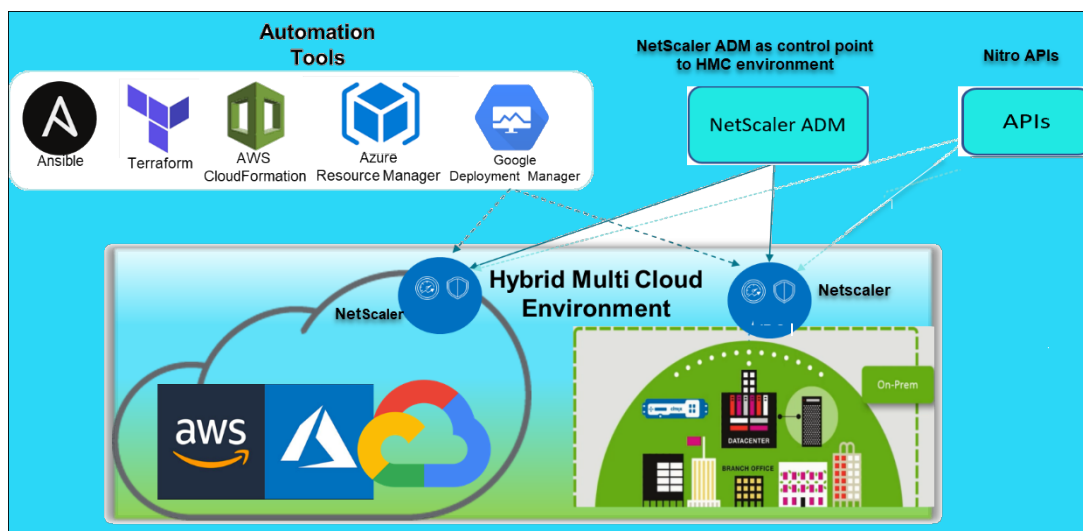 Automation
Tools
NetScaler ADM as control point
to HMC environment
Nitro APIs
Ansible
Terraform
AWS
CloudFormation
Azure
Resource Manager
Google
Deployment Manager
NetScaler ADM
APIs
Hybrid Multi Cloud
Environment
NetScaler
Netscaler
aws
On-Prem
DATACENTER
BRANCH OFFICE